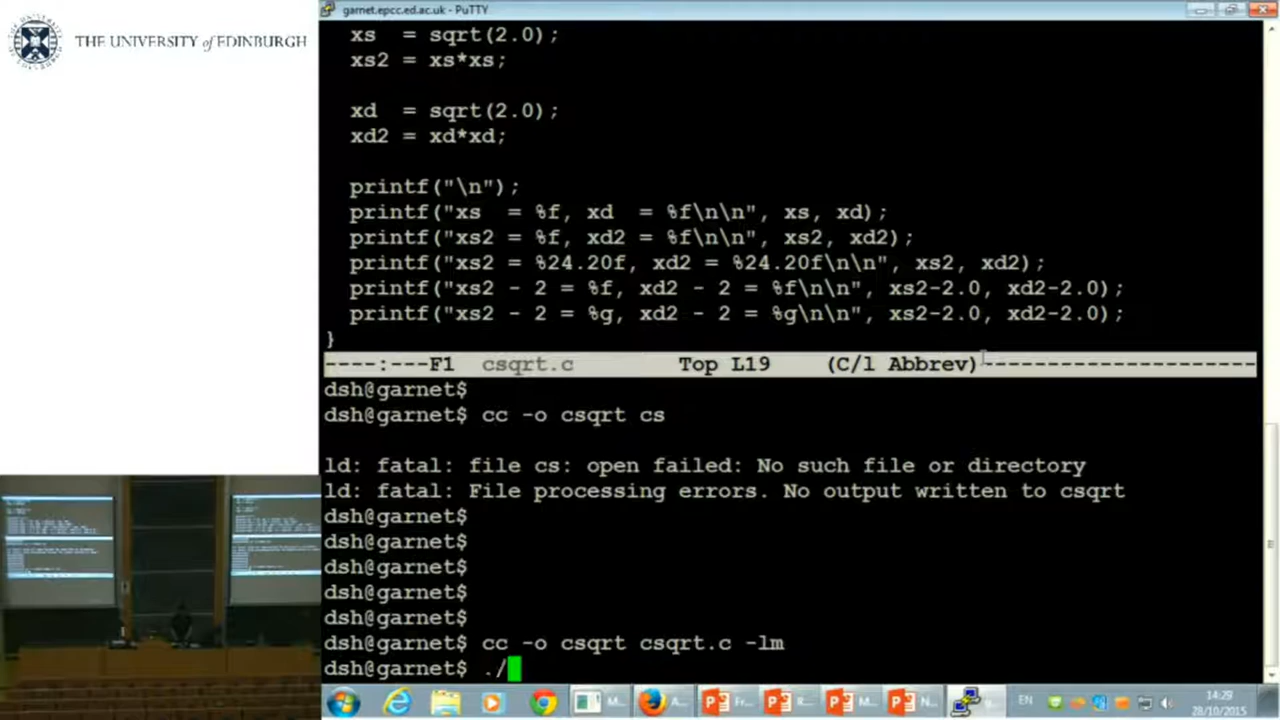 THE UNIVERSITY of EDINBURGH
garnet.epcc.ed.ac.uk - PuTTY
xs = sqrt(2.0);
xs2 = xs*xs;
xd = sqrt(2.0);
xd2 = xd*xd;
printf("\n");
printf("xs = %f, xd = %f\n\n", xs, xd);
printf("xs2 = %f, xd2 = %f\n\n", xs2, xd2);
printf("xs2 = %24.20f, xd2 = %24.20f\n\n", xs2, xd2);
printf("xs2 - 2 = %f, xd2 - 2 = %f\n\n", xs2-2.0, xd2-2.0);
printf("xs2 - 2 = %g, xd2 - 2 = %g\n\n", xs2-2.0, xd2-2.0);
}
----:---F1 csqrt.c Top L19 (C/l Abbrev)---------------------
dsh@garnet$
dsh@garnet$ cc -o csqrt cs
ld: fatal: file cs: open failed: No such file or directory
ld: fatal: File processing errors. No output written to csqrt
dsh@garnet$
dsh@garnet$
dsh@garnet$
dsh@garnet$
dsh@garnet$
dsh@garnet$ cc -o csqrt csqrt.c -lm
dsh@garnet$ ./
M... A... Fr... R... M... N... g... EN 14:29
28/10/2015